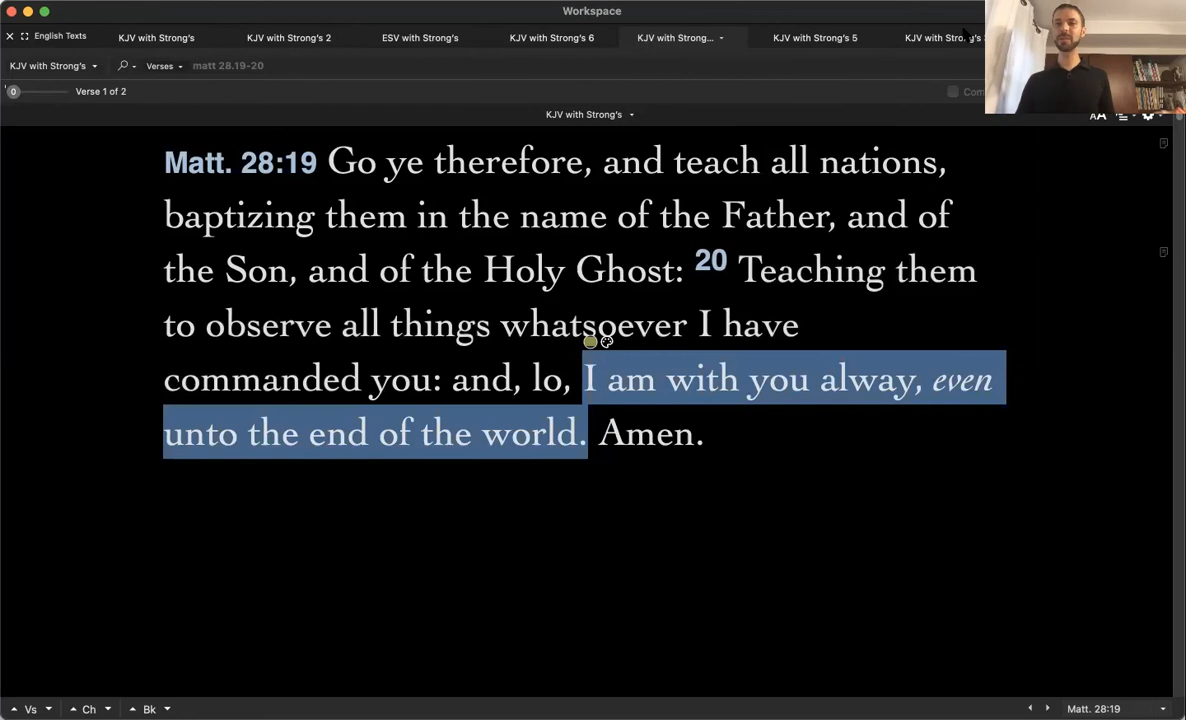 Workspace
English Texts KJV with Strong's KJV with Strong's 2 ESV with Strong's KJV with Strong's 6 KJV with Strong... KJV with Strong's 5 KJV with Strong's
KJV with Strong's Verses matt 28.19-20
0 Verse 1 of 2 Com
KJV with Strong's
AA
Matt. 28:19 Go ye therefore, and teach all nations,
baptizing them in the name of the Father, and of
the Son, and of the Holy Ghost: 20 Teaching them
to observe all things whatsoever I have
commanded you: and, lo, I am with you alway, even
unto the end of the world. Amen.
Vs Ch Bk Matt. 28:19